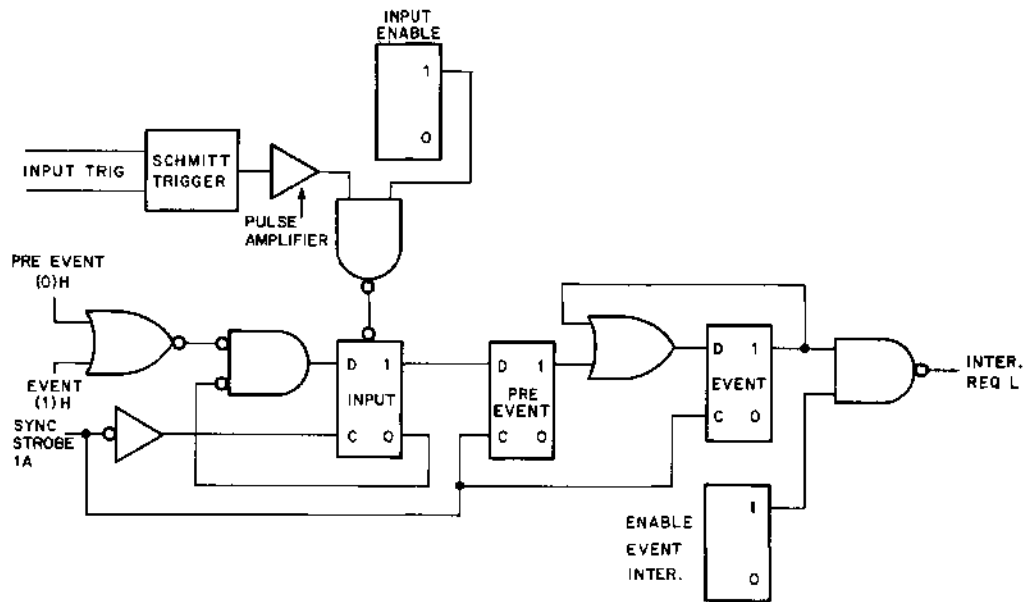 INPUT
ENABLE
1
0
INPUT TRIG
SCHMITT
TRIGGER
PULSE
AMPLIFIER
PRE EVENT
(0)H
EVENT
(1)H
SYNC
STROBE
1A
D 1
INPUT
C 0
D 1
PRE
EVENT
C 0
D 1
EVENT
C 0
INTER.
REQ L
ENABLE
EVENT
INTER.
1
0